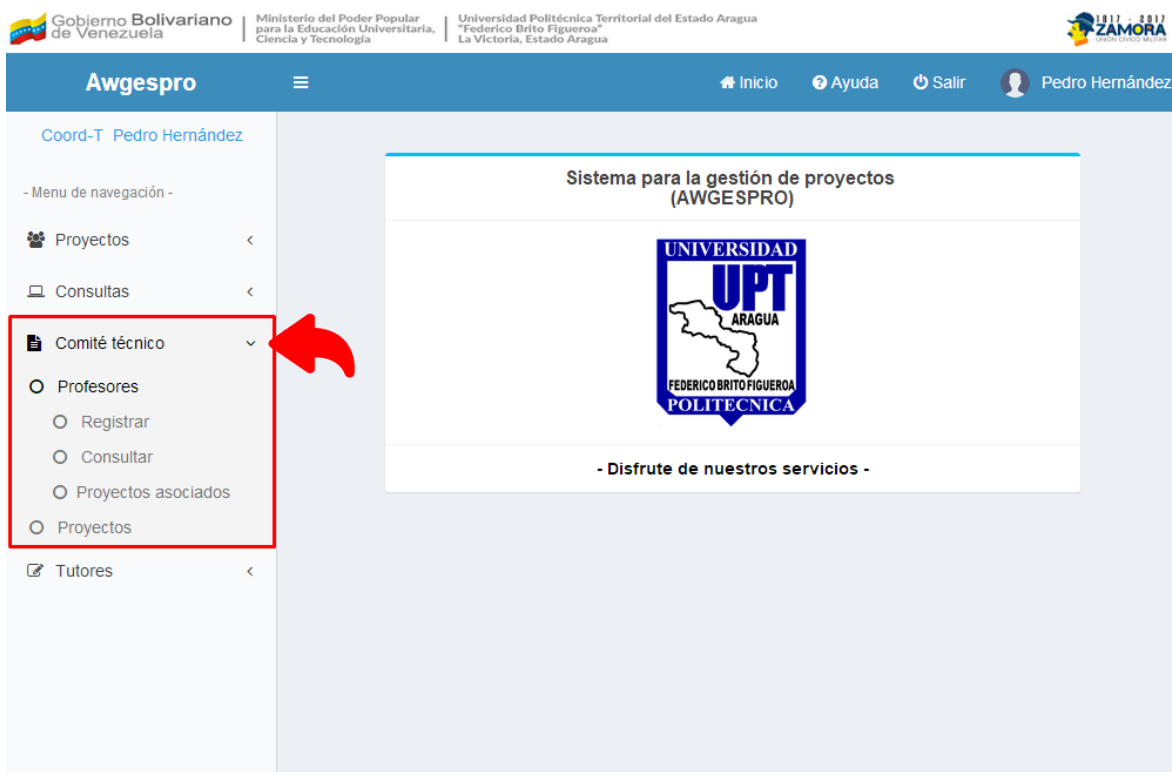 Gobierno Bolivariano
de Venezuela
Ministerio del Poder Popular
para la Educación Universitaria,
Ciencia y Tecnología
Universidad Politécnica Territorial del Estado Aragua
"Federico Brito Figueroa"
La Victoria, Estado Aragua
1817 - 2017
ZAMORA
UNIÓN CÍVICO MILITAR
Awgespro
Inicio
Ayuda
Salir
Pedro Hernández
Coord-T Pedro Hernández
- Menu de navegación -
Proyectos
Consultas
Comité técnico
Profesores
Registrar
Consultar
Proyectos asociados
Proyectos
Tutores
Sistema para la gestión de proyectos
(AWGESPRO)
UNIVERSIDAD
UPT
ARAGUA
FEDERICO BRITO FIGUEROA
POLITECNICA
- Disfrute de nuestros servicios -